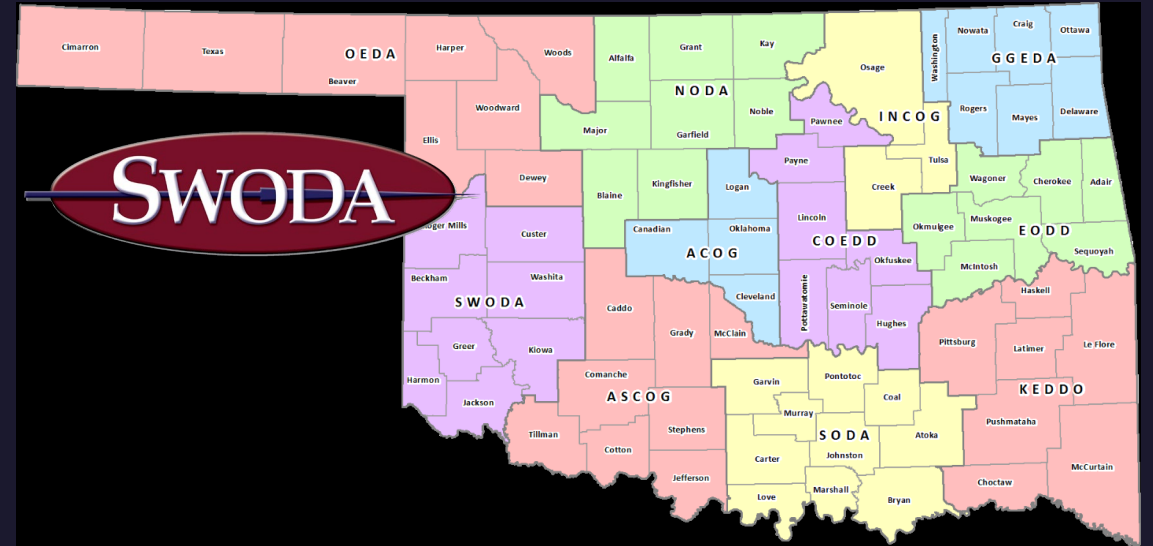 Cimarron
Texas
Beaver
OEDA
Harper
Woods
Ellis
Woodward
Dewey
Alfalfa
Grant
Kay
NODA
Major
Garfield
Noble
Blaine
Kingfisher
Osage
INCOG
Creek
Tulsa
Washington
Nowata
Craig
Ottawa
GGEDA
Rogers
Mayes
Delaware
Pawnee
Payne
Lincoln
COEDD
Okfuskee
Pottawatomie
Seminole
Hughes
Logan
Canadian
Oklahoma
ACOG
Cleveland
Wagoner
Cherokee
Adair
Okmulgee
Muskogee
EODD
Sequoyah
McIntosh
SWODA
oger Mills
Custer
Beckham
Washita
SWODA
Greer
Kiowa
Harmon
Jackson
Caddo
Grady
McClain
Comanche
ASCOG
Tillman
Cotton
Stephens
Jefferson
Garvin
Pontotoc
Coal
Murray
SODA
Atoka
Carter
Johnston
Love
Marshall
Bryan
Haskell
Pittsburg
Latimer
Le Flore
KEDDO
Pushmataha
McCurtain
Choctaw